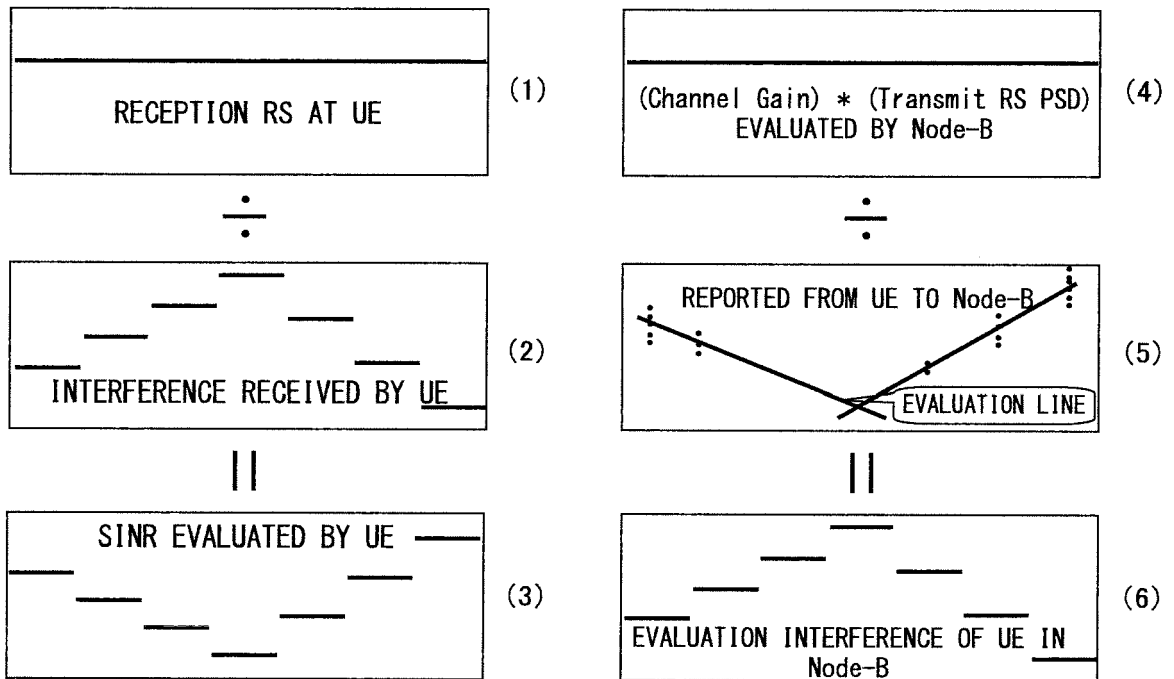 RECEPTION RS AT UE
(1)
÷
INTERFERENCE RECEIVED BY UE
(2)
||
SINR EVALUATED BY UE
(3)
(Channel Gain) * (Transmit RS PSD)
EVALUATED BY Node-B
(4)
÷
REPORTED FROM UE TO Node-B
EVALUATION LINE
(5)
||
EVALUATION INTERFERENCE OF UE IN
Node-B
(6)